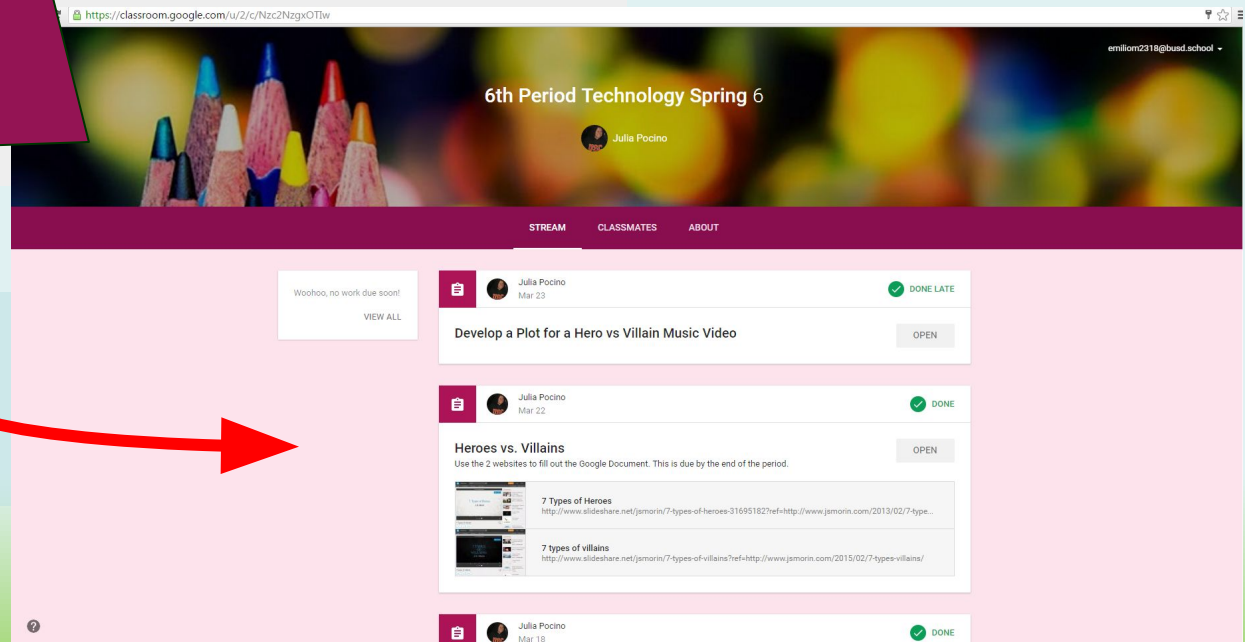 https://classroom.google.com/u/2/c/Nzc2NzgxOTIw
emiliom2318@busd.school
6th Period Technology Spring 6
Julia Pocino
STREAM CLASSMATES ABOUT
Woohoo, no work due soon!
VIEW ALL
Julia Pocino
Mar 23
DONE LATE
Develop a Plot for a Hero vs Villain Music Video
OPEN
Julia Pocino
Mar 22
DONE
Heroes vs. Villains
OPEN
Use the 2 websites to fill out the Google Document. This is due by the end of the period.
7 Types of Heroes
http://www.slideshare.net/jsmorin/7-types-of-heroes-31695182?ref=http://www.jsmorin.com/2013/02/7-type...
7 types of villains
http://www.slideshare.net/jsmorin/7-types-of-villains?ref=http://www.jsmorin.com/2015/02/7-types-villains/
Julia Pocino
Mar 18
DONE